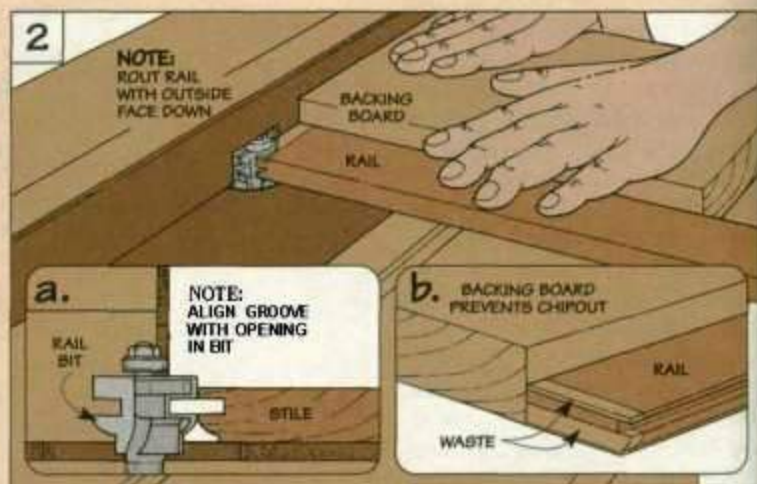 2
NOTE:
ROUT RAIL
WITH OUTSIDE
FACE DOWN
BACKING
BOARD
RAIL
a.
NOTE:
ALIGN GROOVE
WITH OPENING
IN BIT
RAIL
BIT
STILE
b.
BACKING BOARD
PREVENTS CHIPOUT
RAIL
WASTE